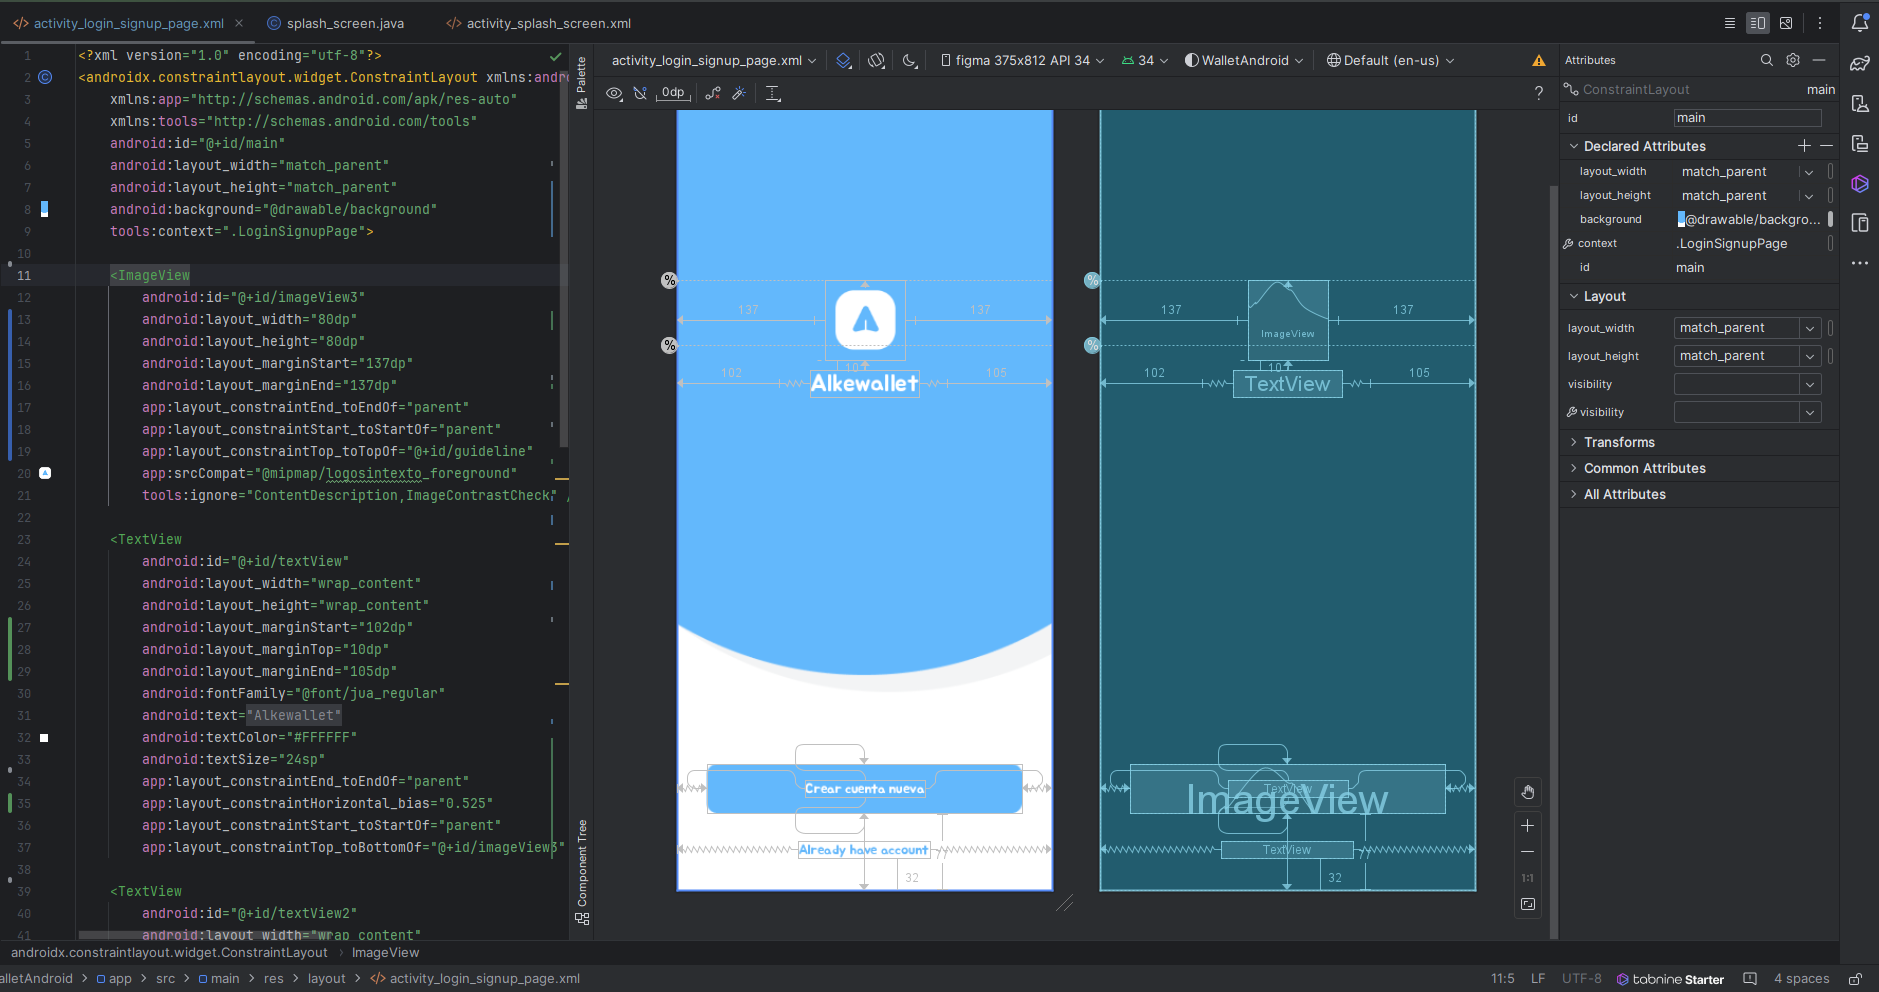 activity_login_signup_page.xml
splash_screen.java
activity_splash_screen.xml
1 <?xml version="1.0" encoding="utf-8"?>
2 <androidx.constraintlayout.widget.ConstraintLayout xmlns:andro
3 xmlns:app="http://schemas.android.com/apk/res-auto"
4 xmlns:tools="http://schemas.android.com/tools"
5 android:id="@+id/main"
6 android:layout_width="match_parent"
7 android:layout_height="match_parent"
8 android:background="@drawable/background"
9 tools:context=".LoginSignupPage">
10
11 <ImageView
12 android:id="@+id/imageView3"
13 android:layout_width="80dp"
14 android:layout_height="80dp"
15 android:layout_marginStart="137dp"
16 android:layout_marginEnd="137dp"
17 app:layout_constraintEnd_toEndOf="parent"
18 app:layout_constraintStart_toStartOf="parent"
19 app:layout_constraintTop_toTopOf="@+id/guideline"
20 app:srcCompat="@mipmap/logosintexto_foreground"
21 tools:ignore="ContentDescription,ImageContrastCheck" /
22
23 <TextView
24 android:id="@+id/textView"
25 android:layout_width="wrap_content"
26 android:layout_height="wrap_content"
27 android:layout_marginStart="102dp"
28 android:layout_marginTop="10dp"
29 android:layout_marginEnd="105dp"
30 android:fontFamily="@font/jua_regular"
31 android:text="Alkewallet"
32 android:textColor="#FFFFFF"
33 android:textSize="24sp"
34 app:layout_constraintEnd_toEndOf="parent"
35 app:layout_constraintHorizontal_bias="0.525"
36 app:layout_constraintStart_toStartOf="parent"
37 app:layout_constraintTop_toBottomOf="@+id/imageView3"
38
39 <TextView
40 android:id="@+id/textView2"
41 android:layout_width="wrap_content"
Palette
Component Tree
activity_login_signup_page.xml
figma 375x812 API 34
34
WalletAndroid
Default (en-us)
0dp
?
%
137
137
%
102
10
105
Alkewallet
Crear cuenta nueva
Already have account
77
32
%
137
137
ImageView
%
102
10
105
TextView
TextView
ImageView
TextView
77
32
1:1
Attributes
ConstraintLayout main
id main
Declared Attributes
layout_width match_parent
layout_height match_parent
background @drawable/backgro...
context .LoginSignupPage
id main
Layout
layout_width match_parent
layout_height match_parent
visibility
visibility
Transforms
Common Attributes
All Attributes
androidx.constraintlayout.widget.ConstraintLayout > ImageView
alletAndroid > app > src > main > res > layout > activity_login_signup_page.xml
11:5 LF UTF-8 tabnine Starter 4 spaces